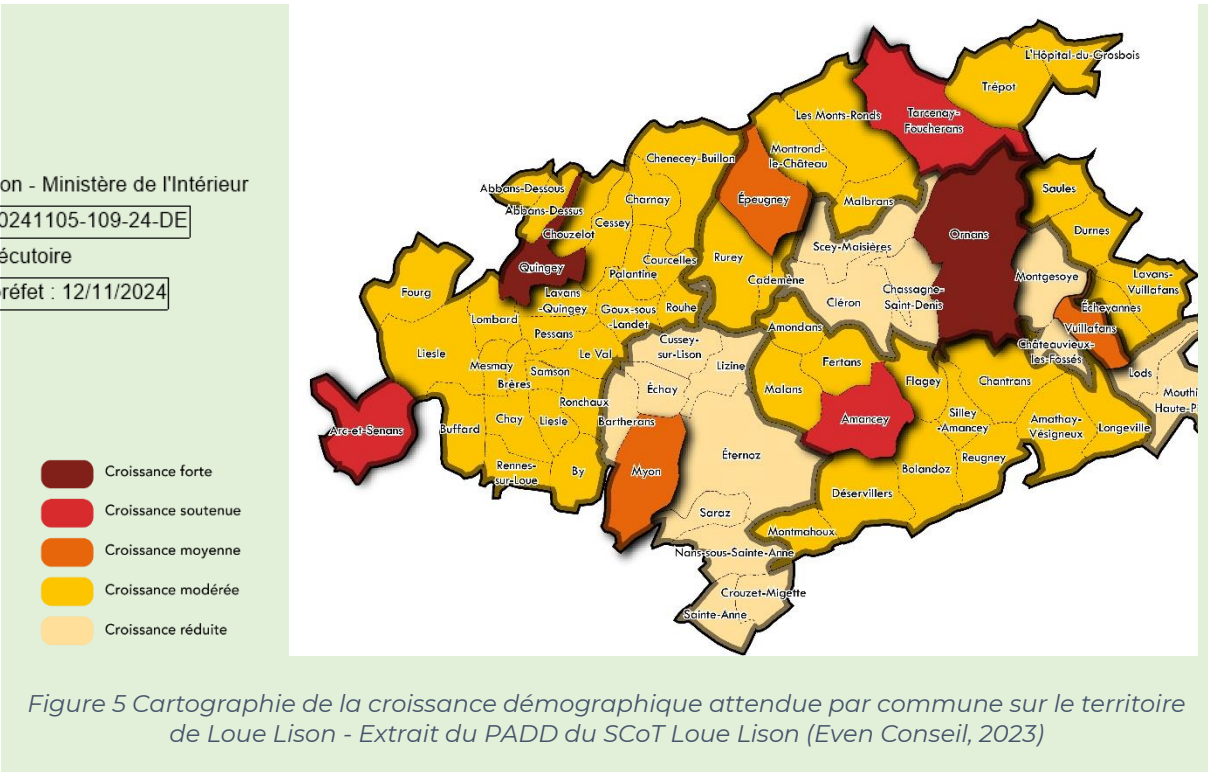 on - Ministère de l'Intérieur
0241105-109-24-DE
écutoire
réfet : 12/11/2024
L'Hôpital-du-Grosbois
Trépot
Tarcenay-
Foucherans
Les Monts-Ronds
Montrond-
le-Château
Chenecey-Buillon
Abbans-Dessous
Abbans-Dessus
Chouzelot
Cessey
Charnay
Épeugney
Malbrans
Saules
Durnes
Ornans
Scey-Maisières
Rurey
Courcelles
Quingey
Palantine
Cademène
Montgesoye
Lavans-
Vuillafans
Fourg
Lavans
-Quingey
Cléron
Chassagne-
Saint-Denis
Échevannes
Vuillafans
Lombard
Goux-sous
-Landet
Rouhe
Amondans
Châteauvieux-
les-Fossés
Pessans
Cussey-
sur-Lison
Liesle
Le Val
Lizine
Fertans
Lods
Mesmay
Samson
Brères
Échay
Malans
Flagey
Chantrans
Mouthi
Haute-P
Ronchaux
Arc-et-Senans
Buffard
Chay
Liesle
Bartherans
Amancey
Silley
-Amancey
Amathay-
Vésigneux
Longeville
Éternoz
Reugney
Rennes-
sur-Loue
By
Myon
Bolandoz
Déservillers
Saraz
Montmahoux
Nans-sous-Sainte-Anne
Crouzet-Migette
Sainte-Anne
Croissance forte
Croissance soutenue
Croissance moyenne
Croissance modérée
Croissance réduite
Figure 5 Cartographie de la croissance démographique attendue par commune sur le territoire
de Loue Lison - Extrait du PADD du SCoT Loue Lison (Even Conseil, 2023)